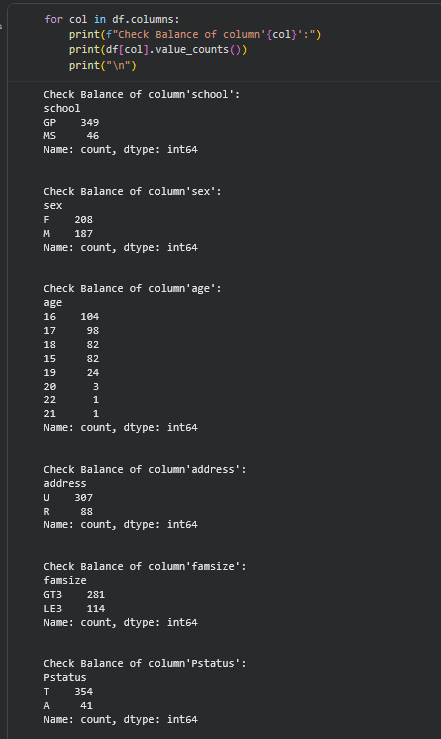 for col in df.columns:
    print(f"Check Balance of column'{col}':")
    print(df[col].value_counts())
    print("\n")
Check Balance of column'school':
school
GP    349
MS     46
Name: count, dtype: int64
Check Balance of column'sex':
sex
F    208
M    187
Name: count, dtype: int64
Check Balance of column'age':
age
16    104
17     98
18     82
15     82
19     24
20      3
22      1
21      1
Name: count, dtype: int64
Check Balance of column'address':
address
U    307
R     88
Name: count, dtype: int64
Check Balance of column'famsize':
famsize
GT3    281
LE3    114
Name: count, dtype: int64
Check Balance of column'Pstatus':
Pstatus
T    354
A     41
Name: count, dtype: int64